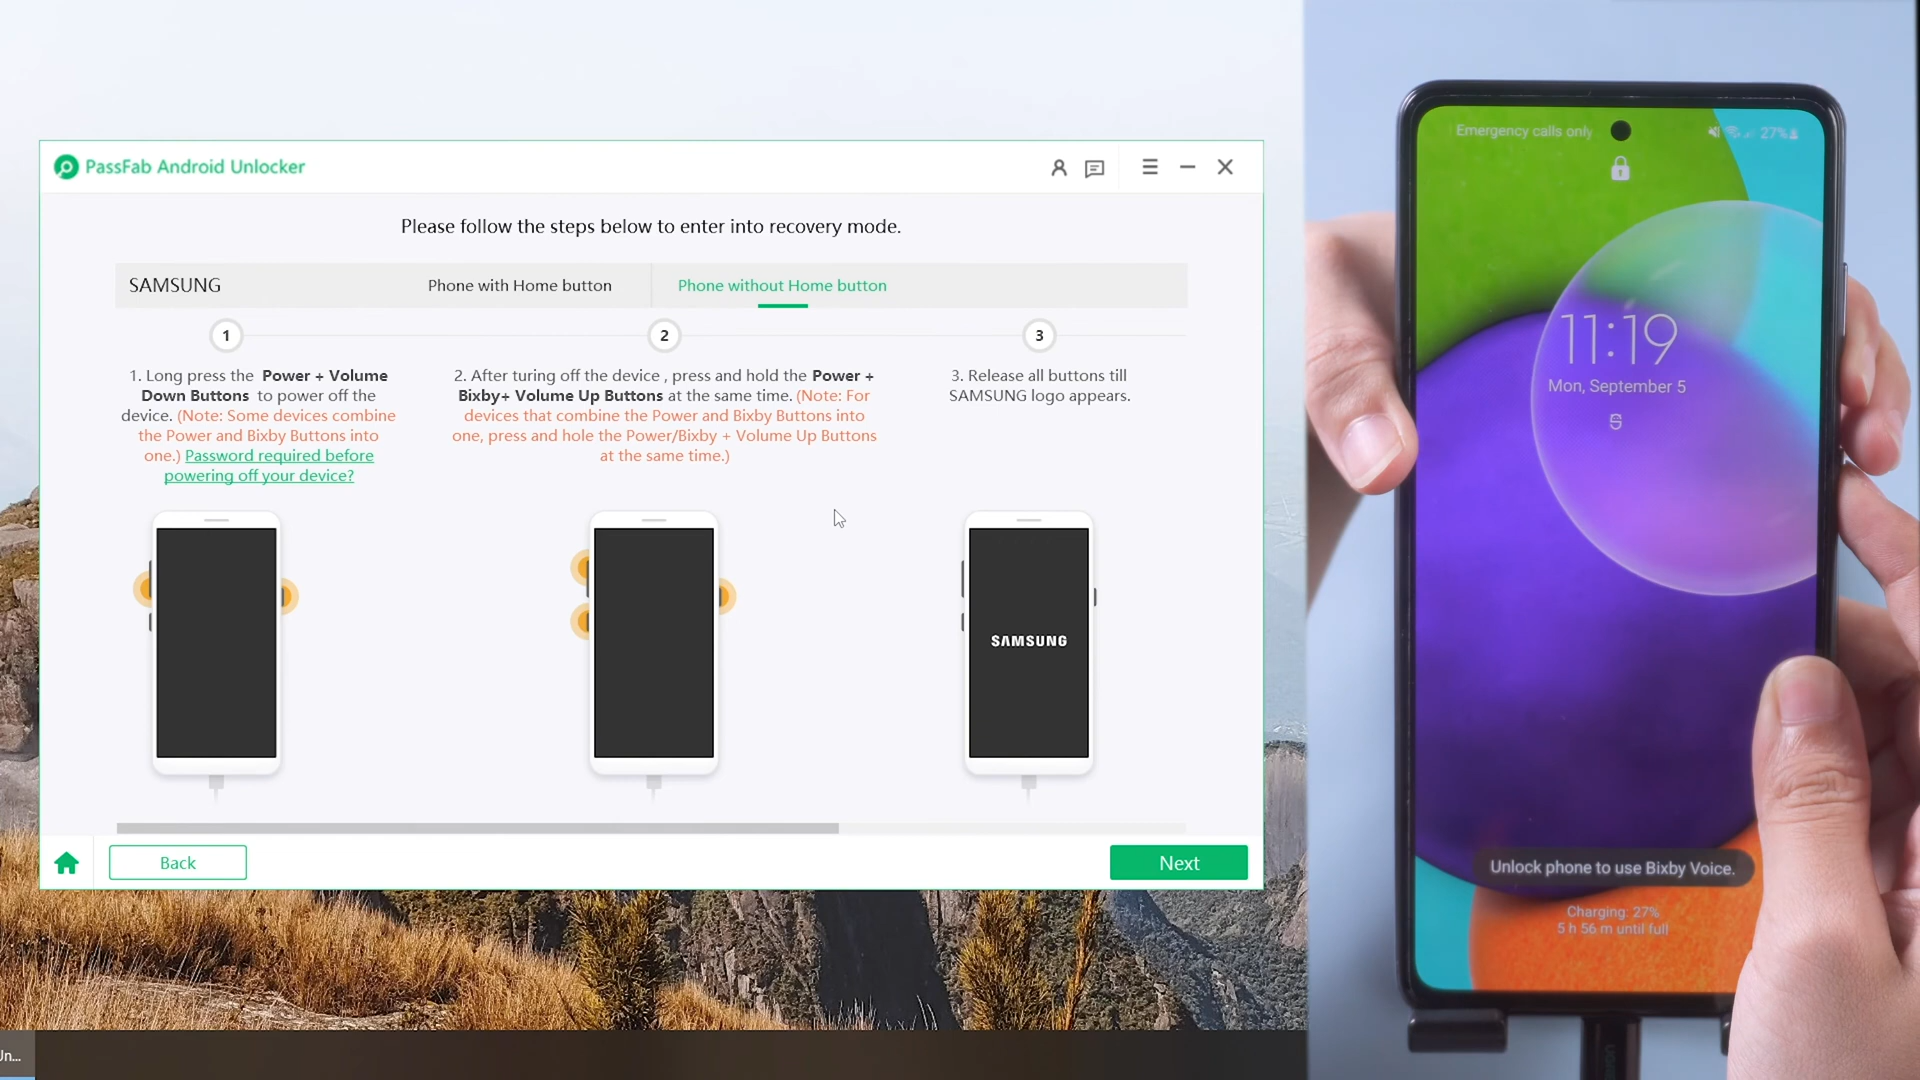 PassFab Android Unlocker
Please follow the steps below to enter into recovery mode.
SAMSUNG
Phone with Home button
Phone without Home button
1
2
3
1. Long press the Power + Volume
Down Buttons to power off the
device. (Note: Some devices combine
the Power and Bixby Buttons into
one.) Password required before
powering off your device?
2. After turing off the device , press and hold the Power +
Bixby+ Volume Up Buttons at the same time. (Note: For
devices that combine the Power and Bixby Buttons into
one, press and hole the Power/Bixby + Volume Up Buttons
at the same time.)
3. Release all buttons till
SAMSUNG logo appears.
SAMSUNG
Back
Next
Un...
Emergency calls only
27%
11:19
Mon, September 5
Unlock phone to use Bixby Voice.
Charging: 27%
5 h 56 m until full